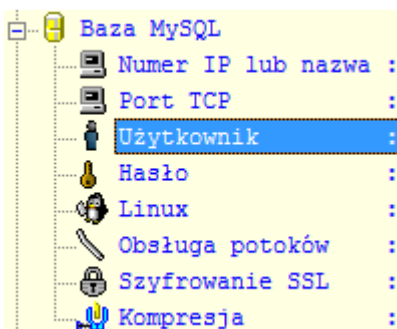 Baza MySQL
Numer IP lub nazwa :
Port TCP :
Użytkownik :
Hasło :
Linux :
Obsługa potoków :
Szyfrowanie SSL :
Kompresja :